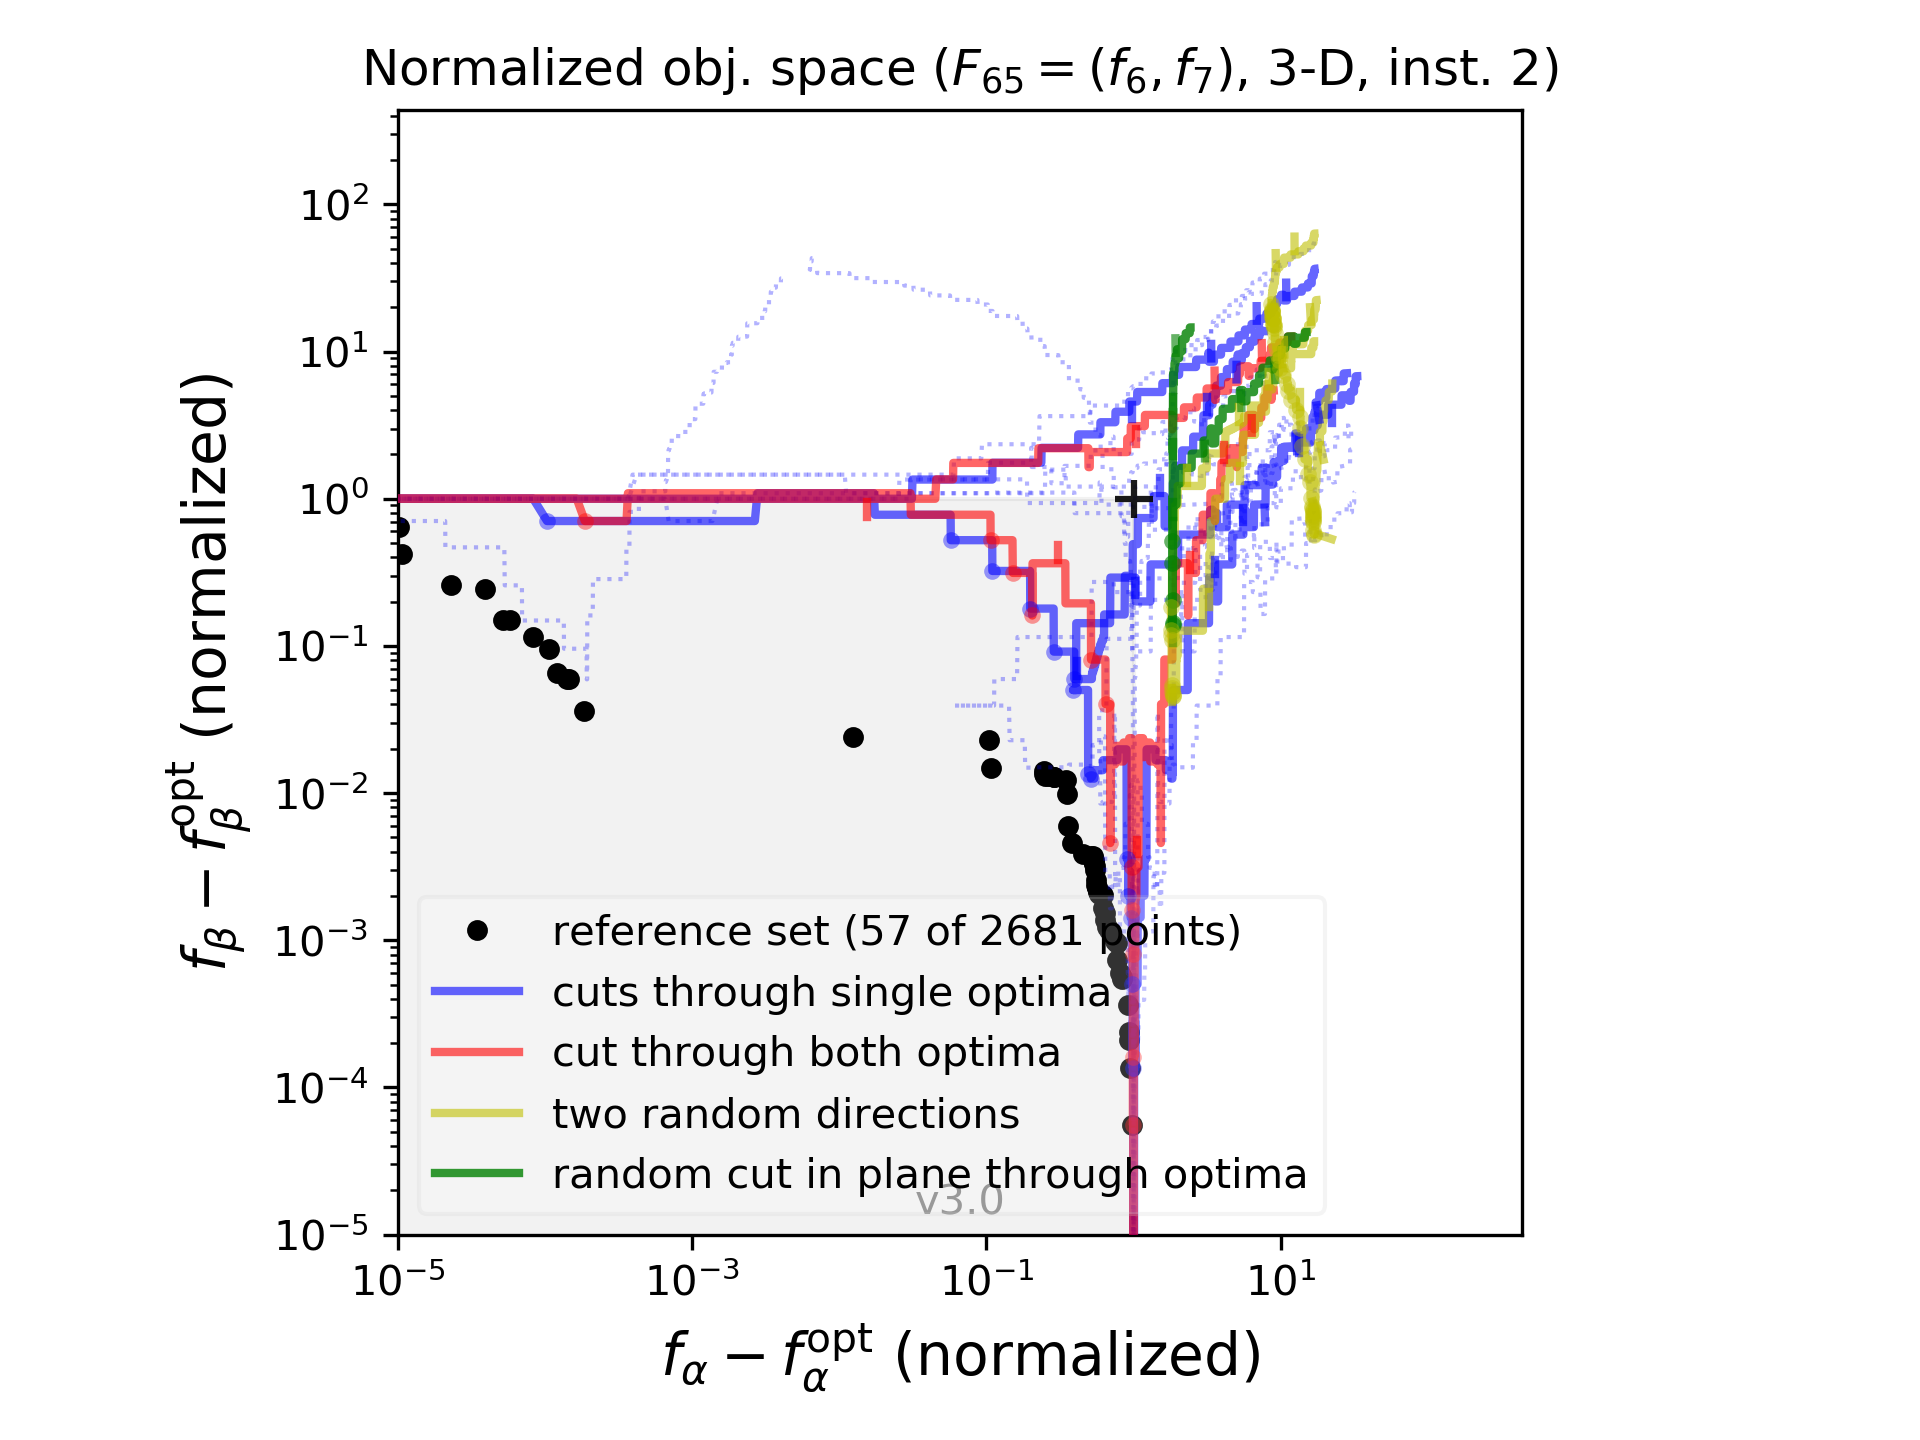 Normalized obj. space ($F_{65} = (f_6, f_7)$, 3-D, inst. 2)
$10^2$
$10^1$
$10^0$
$10^{-1}$
$10^{-2}$
$10^{-3}$
$10^{-4}$
$10^{-5}$
$f_\beta - f_\beta^{\mathrm{opt}}$ (normalized)
reference set (57 of 2681 points)
cuts through single optima
cut through both optima
two random directions
random cut in plane through optima
v3.0
$10^{-5}$ $10^{-3}$ $10^{-1}$ $10^1$
$f_\alpha - f_\alpha^{\mathrm{opt}}$ (normalized)